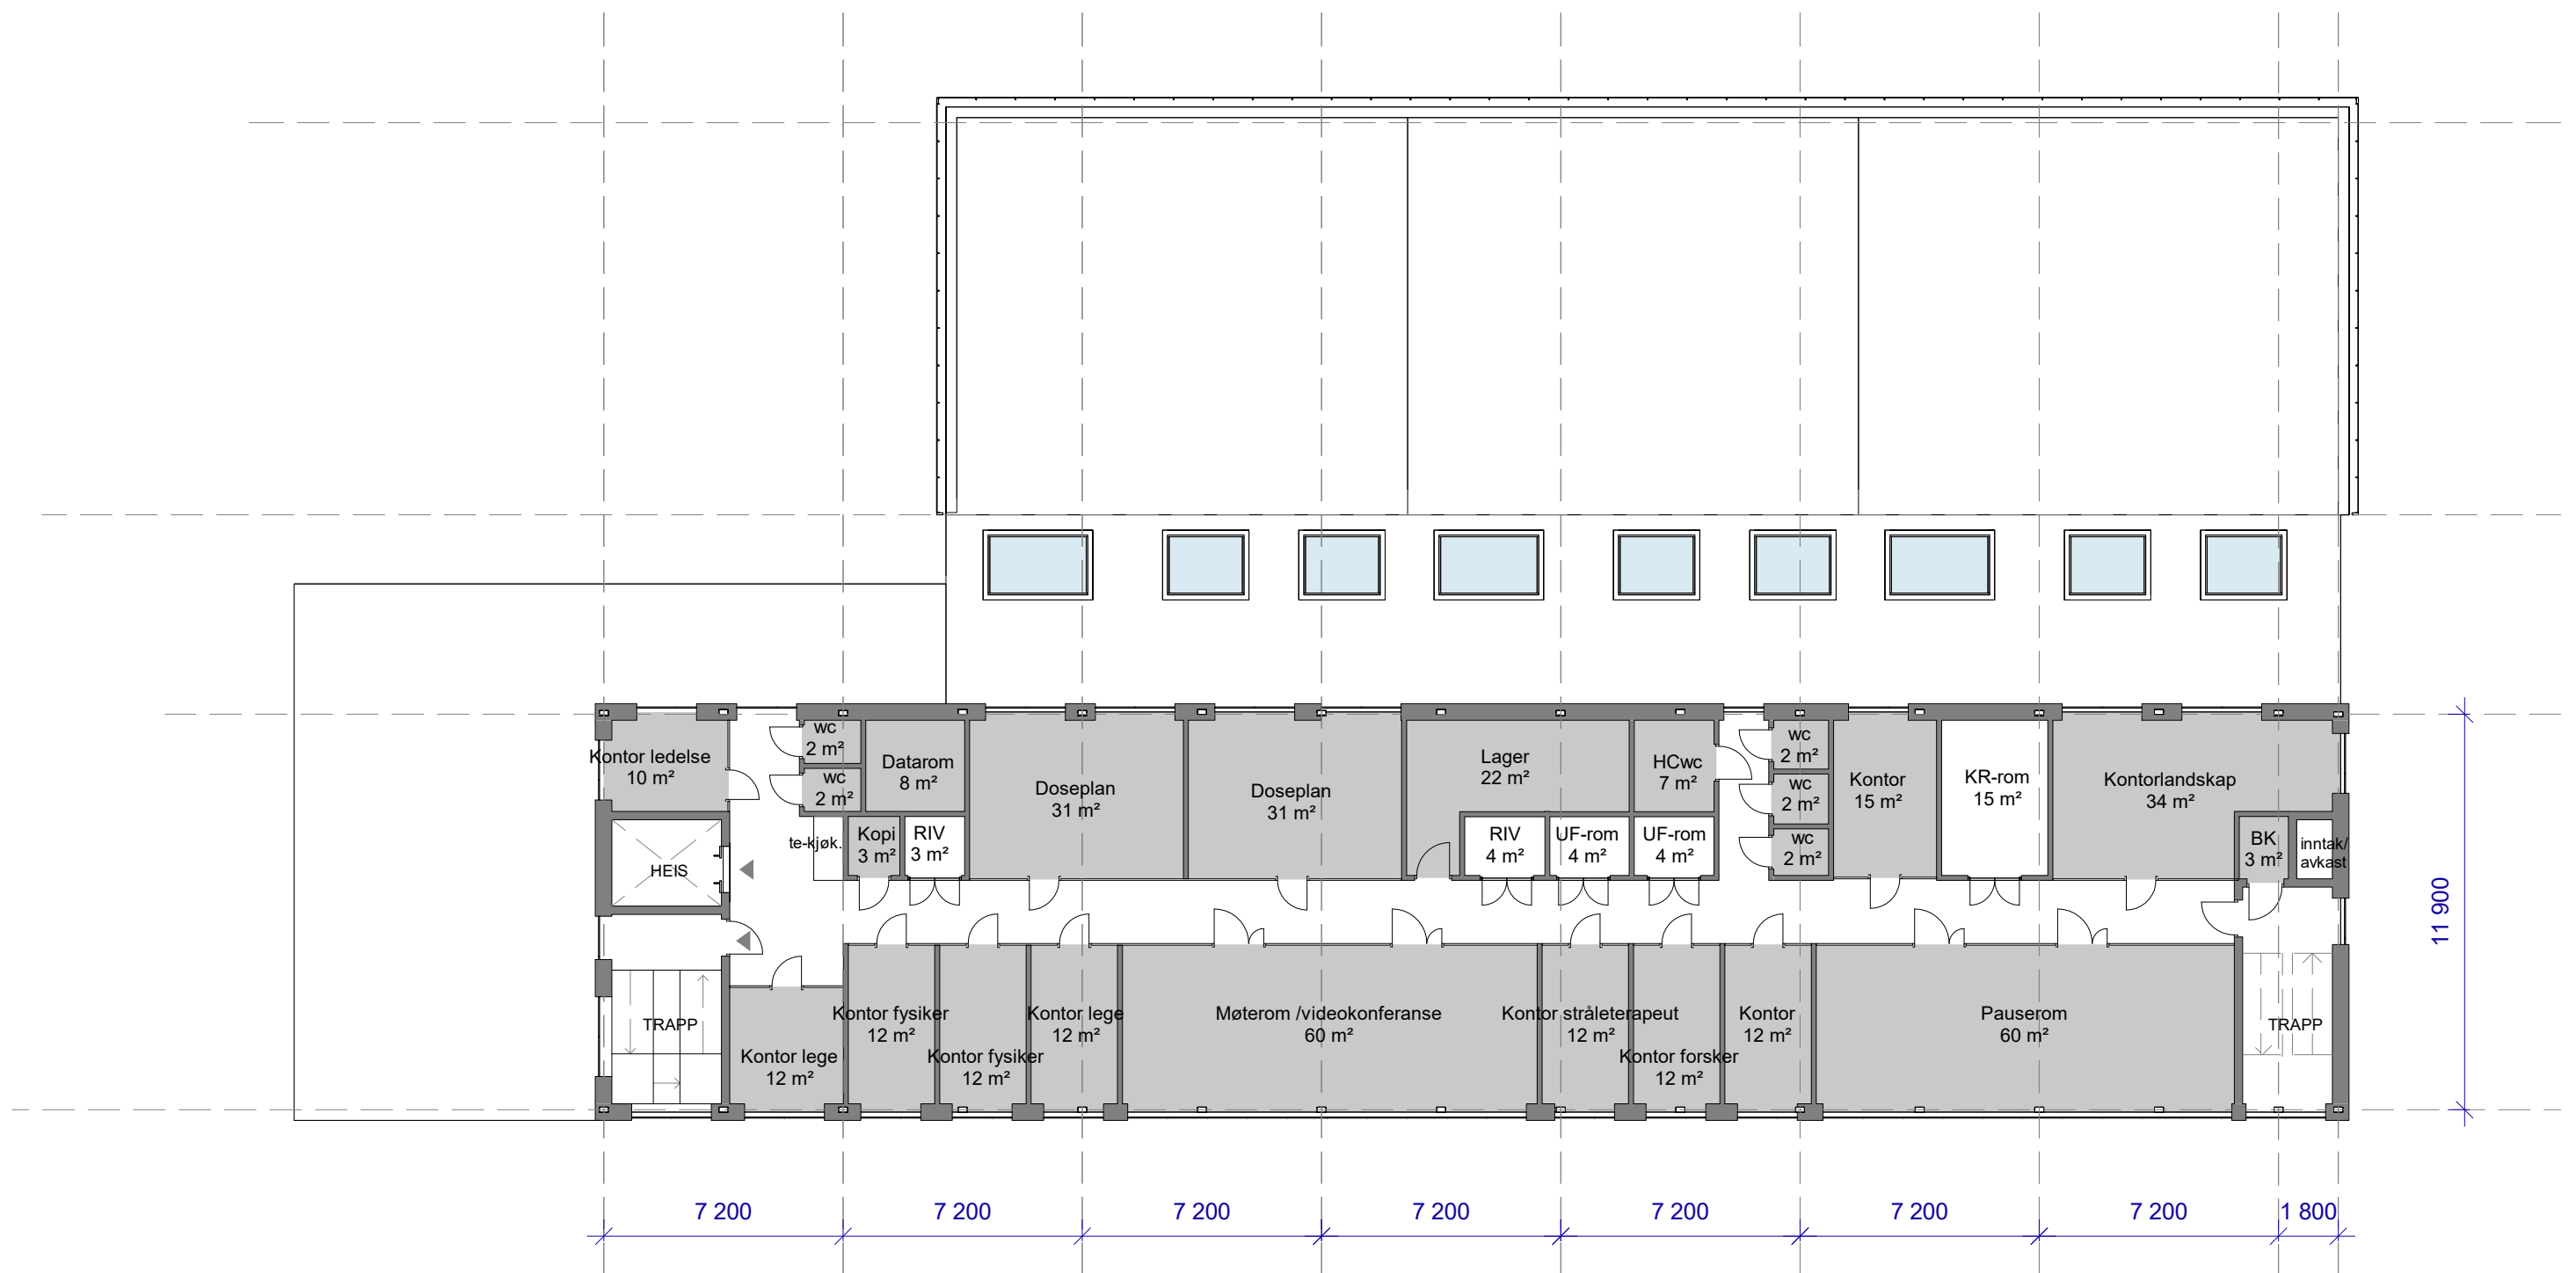 Kontor ledelse
10 m²
wc
2 m²
wc
2 m²
Datarom
8 m²
Doseplan
31 m²
Doseplan
31 m²
Lager
22 m²
HCwc
7 m²
wc
2 m²
wc
2 m²
wc
2 m²
Kontor
15 m²
KR-rom
15 m²
Kontorlandskap
34 m²
HEIS
te-kjøk.
Kopi
3 m²
RIV
3 m²
RIV
4 m²
UF-rom
4 m²
UF-rom
4 m²
BK
3 m²
inntak/
avkast
11 900
TRAPP
Kontor lege
12 m²
Kontor fysiker
12 m²
Kontor fysiker
12 m²
Kontor lege
12 m²
Møterom /videokonferanse
60 m²
Kontor stråleterapeut
12 m²
Kontor forsker
12 m²
Kontor
12 m²
Pauserom
60 m²
TRAPP
7 200
7 200
7 200
7 200
7 200
7 200
7 200
1 800